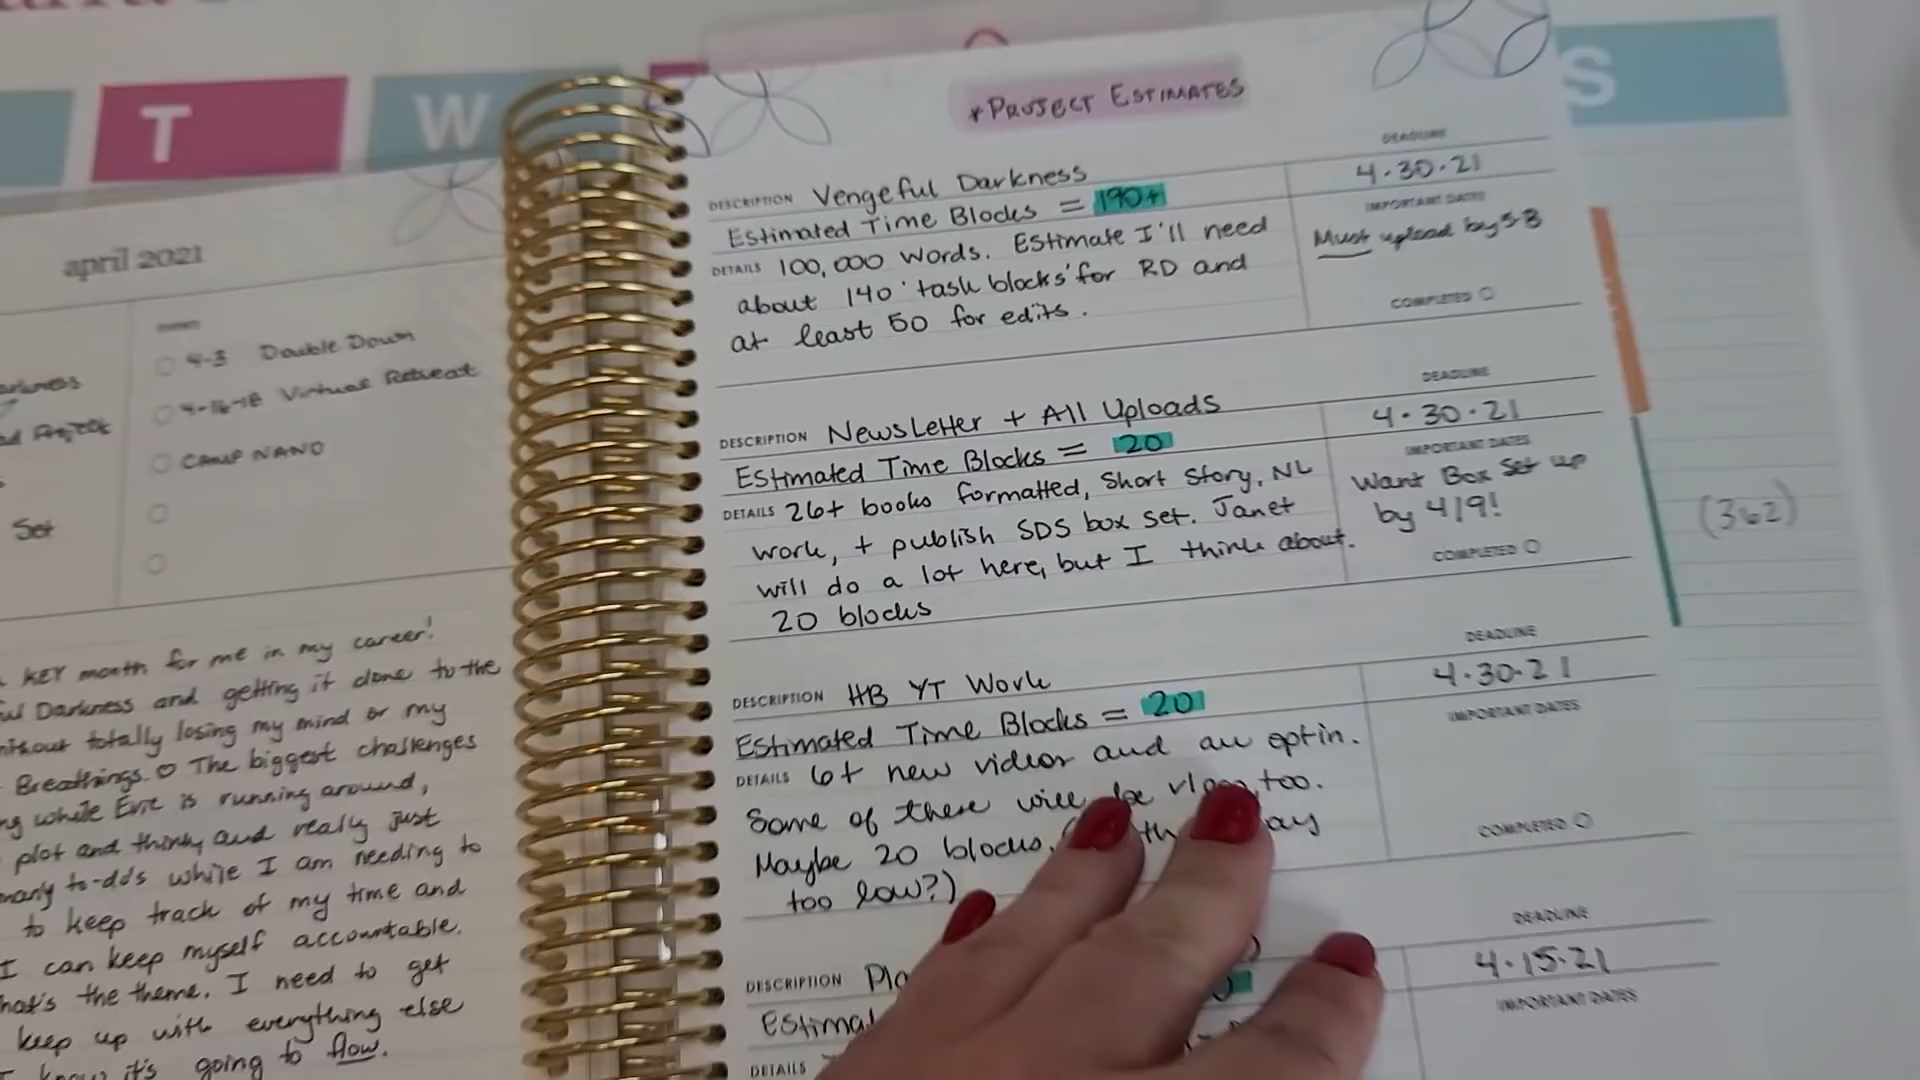 T
W
S
april 2021
4-3 Double Down
4-16-18 Virtual Retreat
CAMP NANO
Set
KEY month for me in my career!
Darkness and getting it done to the
totally losing my mind or my
Breathings. The biggest challenges
while Evie is running around,
plot and thinky and really just
many to-do's while I am needing to
to keep track of my time and
I can keep myself accountable.
that's the theme. I need to get
keep up with everything else
it's going to flow.
*PROJECT ESTIMATES
DESCRIPTION Vengeful Darkness
Estimated Time Blocks = 190+
DETAILS 100,000 words. Estimate I'll need
about 140 'task blocks' for RD and
at least 50 for edits.
DEADLINE
4.30.21
IMPORTANT DATES
Must upload by 5-3
COMPLETED
DESCRIPTION Newsletter + All Uploads
Estimated Time Blocks = 20
DETAILS 26+ books formatted, Short Story, NL
work, + publish SDS box set. Janet
will do a lot here, but I think about.
20 blocks
DEADLINE
4.30.21
IMPORTANT DATES
Want Box Set up
by 4/9!
COMPLETED
(362)
DESCRIPTION HB YT Work
Estimated Time Blocks = 20
DETAILS 6+ new videos and an optin.
Some of these will be too.
Maybe 20 blocks.
too low?)
DEADLINE
4.30.21
IMPORTANT DATES
COMPLETED
DESCRIPTION
DETAILS
DEADLINE
4.15.21
IMPORTANT DATES